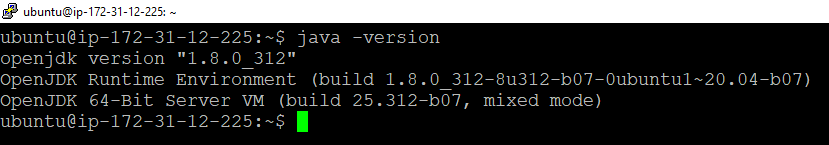 ubuntu@ip-172-31-12-225: ~
ubuntu@ip-172-31-12-225:~$ java -version
openjdk version "1.8.0_312"
OpenJDK Runtime Environment (build 1.8.0_312-8u312-b07-0ubuntu1~20.04-b07)
OpenJDK 64-Bit Server VM (build 25.312-b07, mixed mode)
ubuntu@ip-172-31-12-225:~$